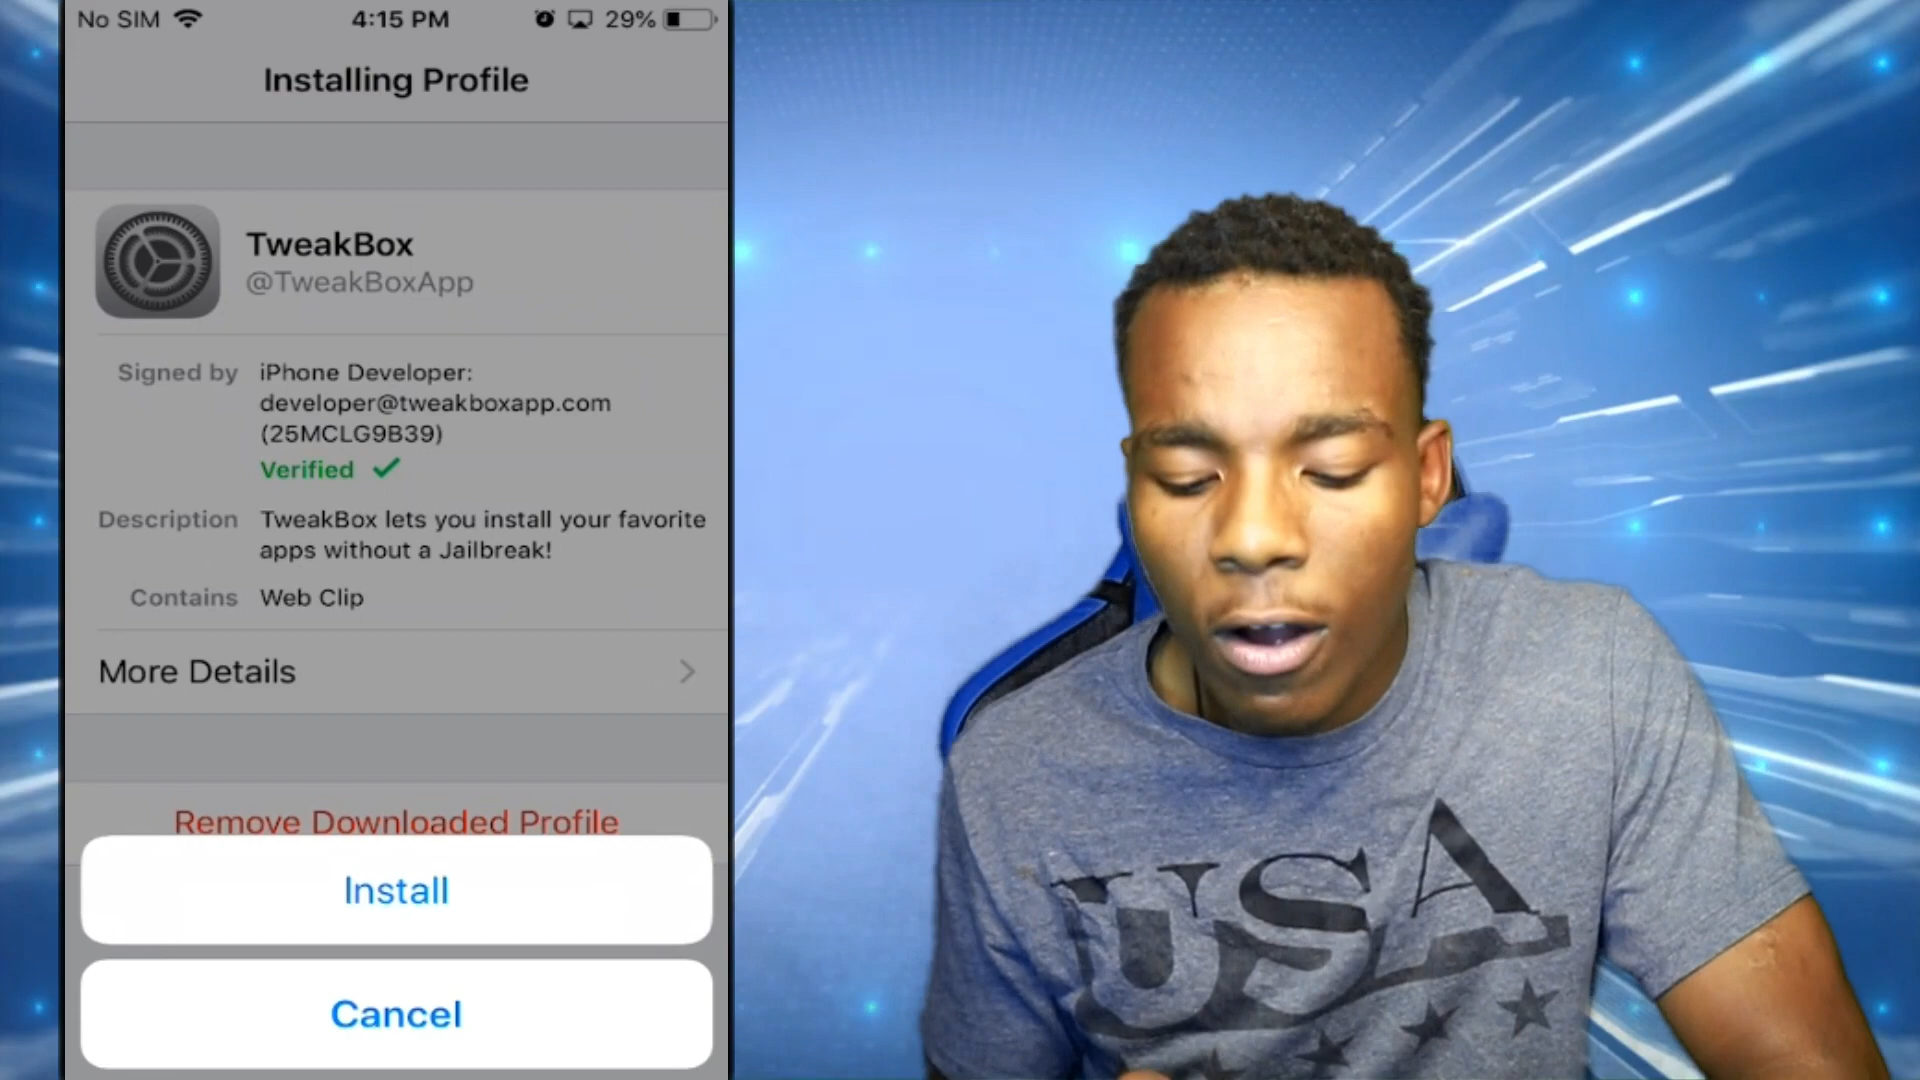 No SIM 4:15 PM 29%
Installing Profile
TweakBox
@TweakBoxApp
Signed by iPhone Developer:
developer@tweakboxapp.com
(25MCLG9B39)
Verified
Description TweakBox lets you install your favorite
apps without a Jailbreak!
Contains Web Clip
More Details
Remove Downloaded Profile
Install
Cancel
USA